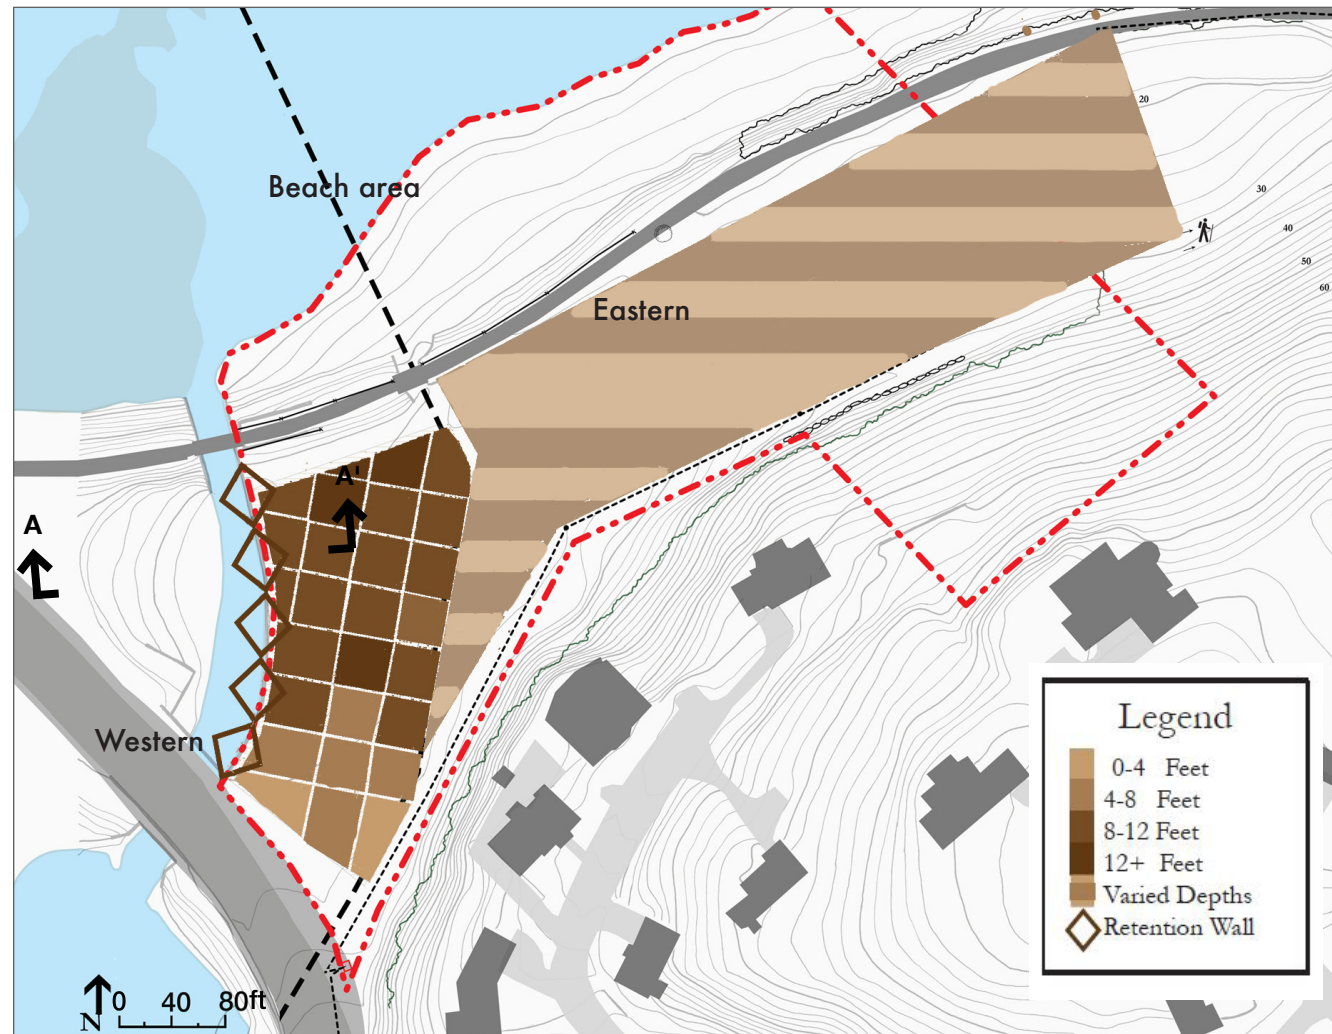 20
Beach area
30
40
50
60
Eastern
A'
A
Western
Legend
0-4 Feet
4-8 Feet
8-12 Feet
12+ Feet
Varied Depths
Retention Wall
N 0 40 80ft